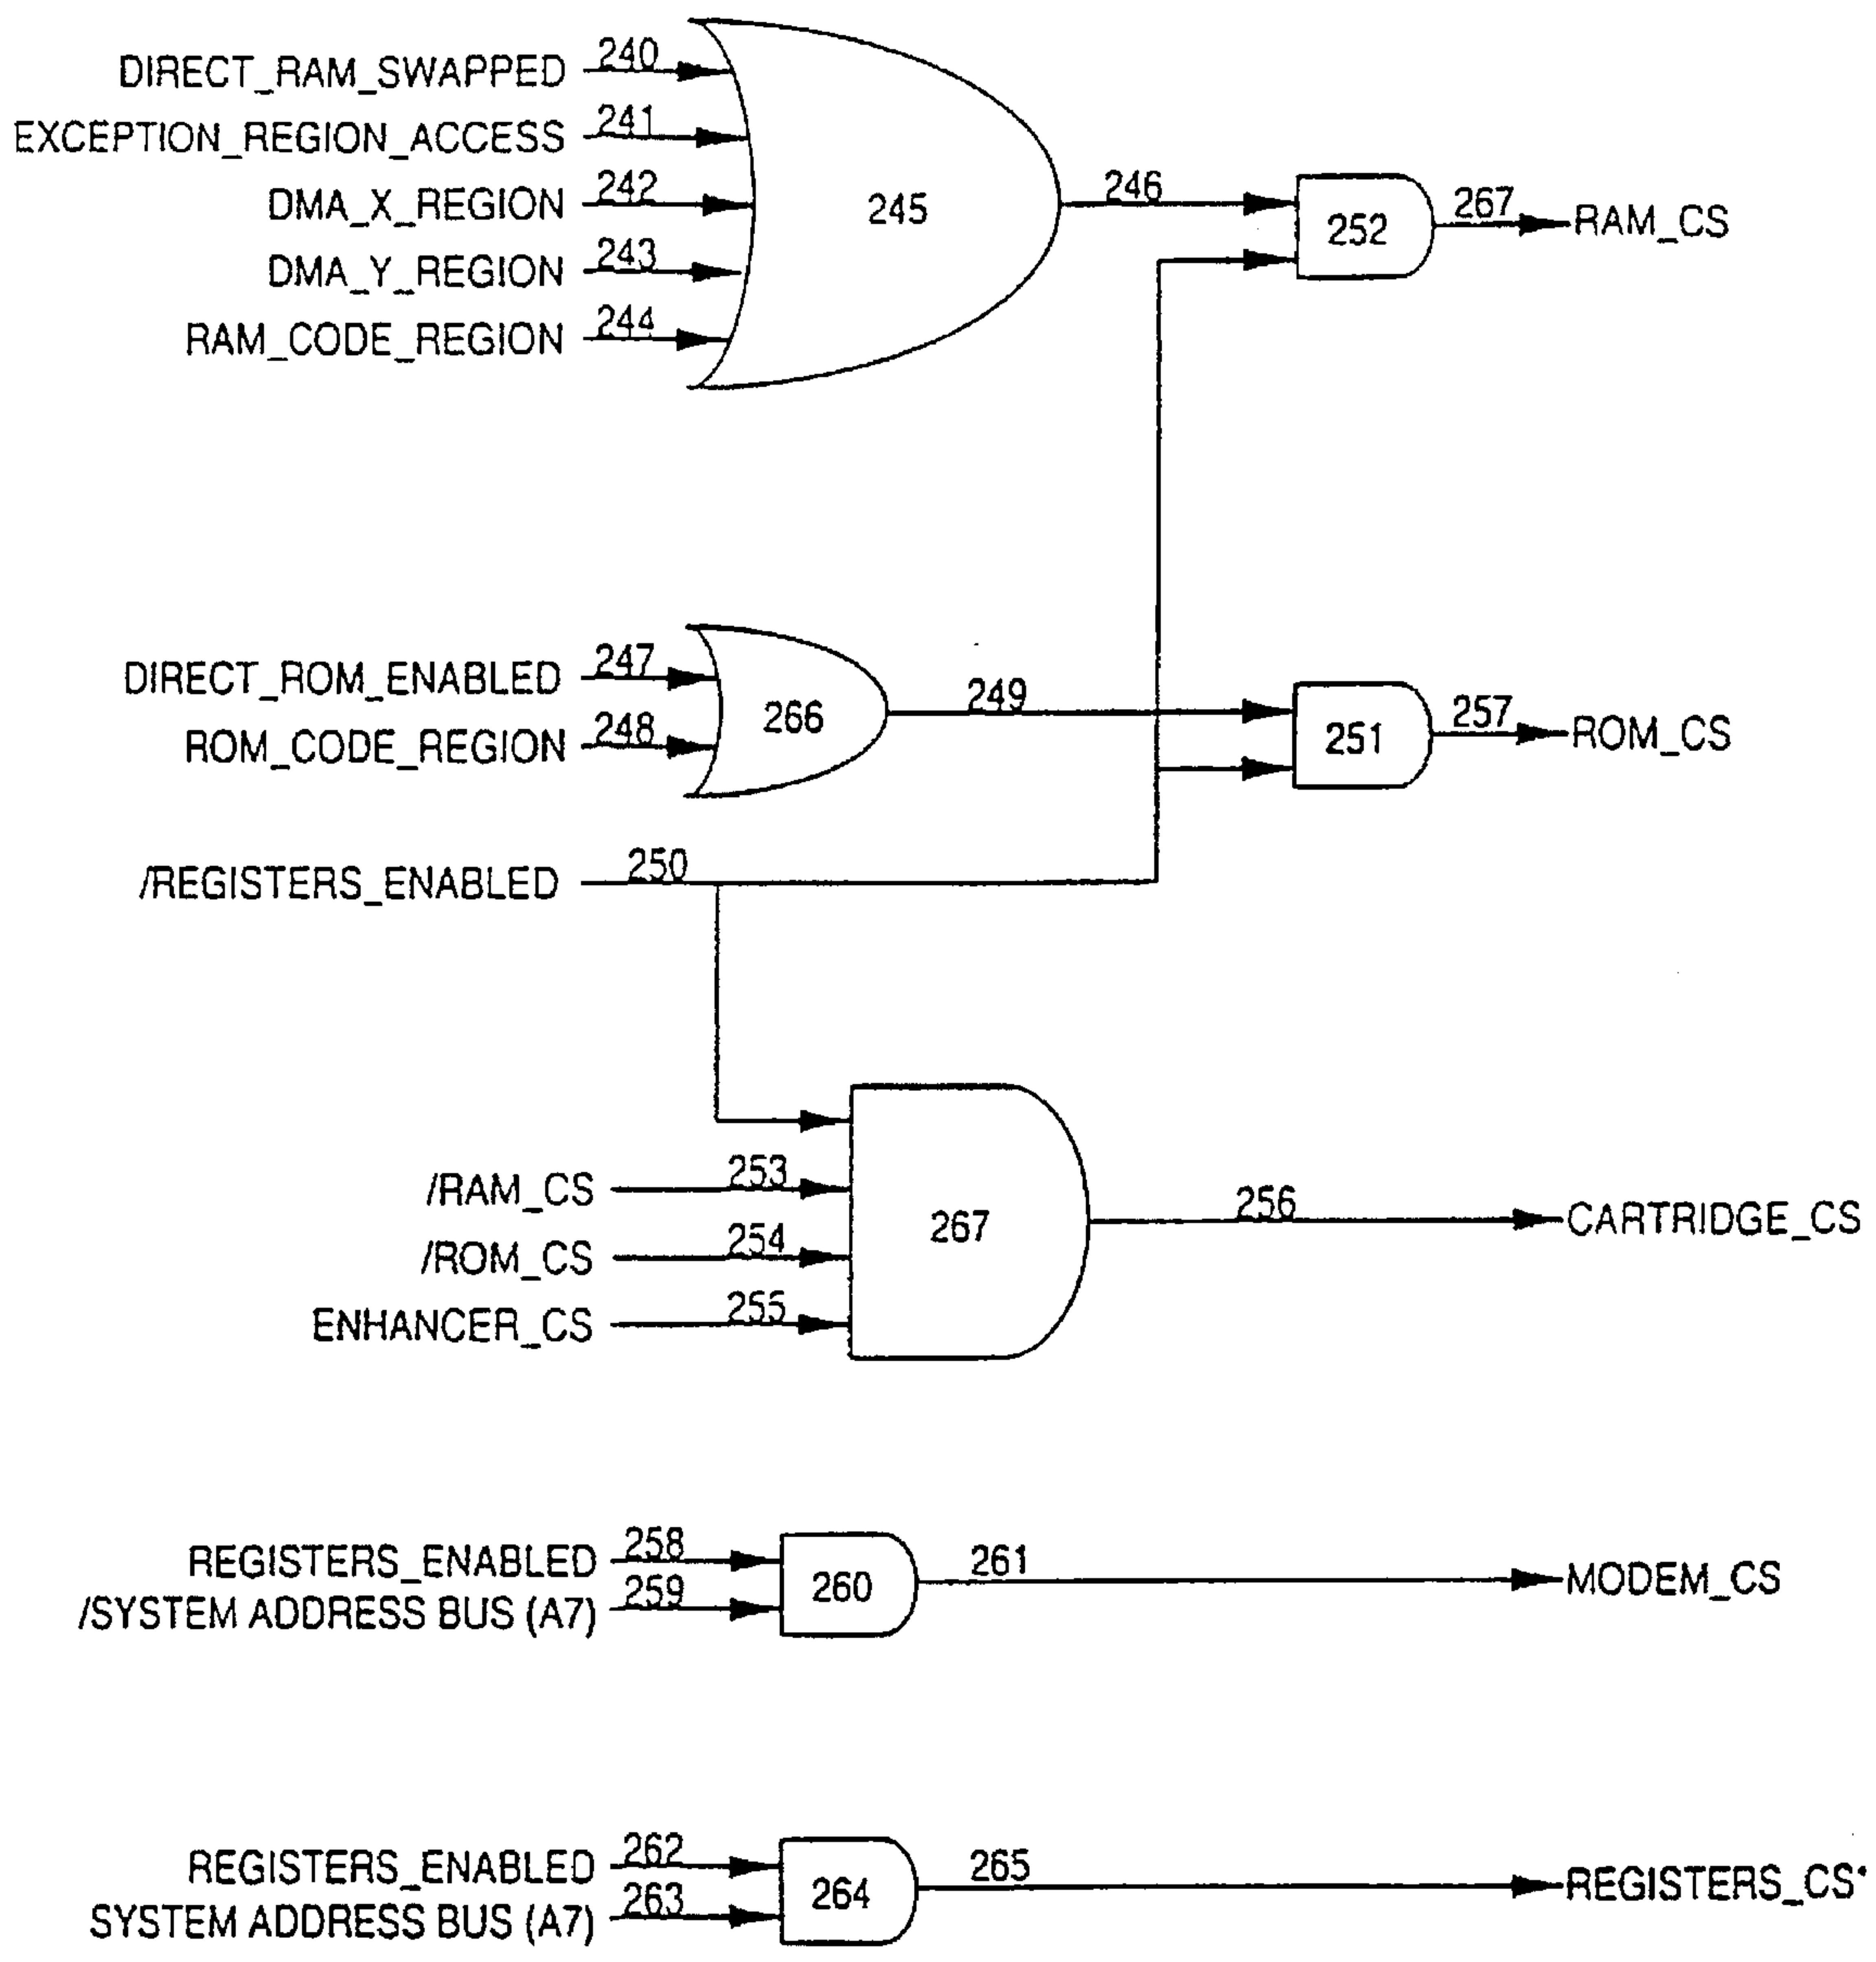 DIRECT_RAM_SWAPPED 240
EXCEPTION_REGION_ACCESS 241
DMA_X_REGION 242
DMA_Y_REGION 243
RAM_CODE_REGION 244
245
246
252
267
RAM_CS
DIRECT_ROM_ENABLED 247
ROM_CODE_REGION 248
266
249
251
257
ROM_CS
/REGISTERS_ENABLED 250
/RAM_CS 253
/ROM_CS 254
ENHANCER_CS 255
267
256
CARTRIDGE_CS
REGISTERS_ENABLED 258
/SYSTEM ADDRESS BUS (A7) 259
260
261
MODEM_CS
REGISTERS_ENABLED 262
SYSTEM ADDRESS BUS (A7) 263
264
265
REGISTERS_CS*